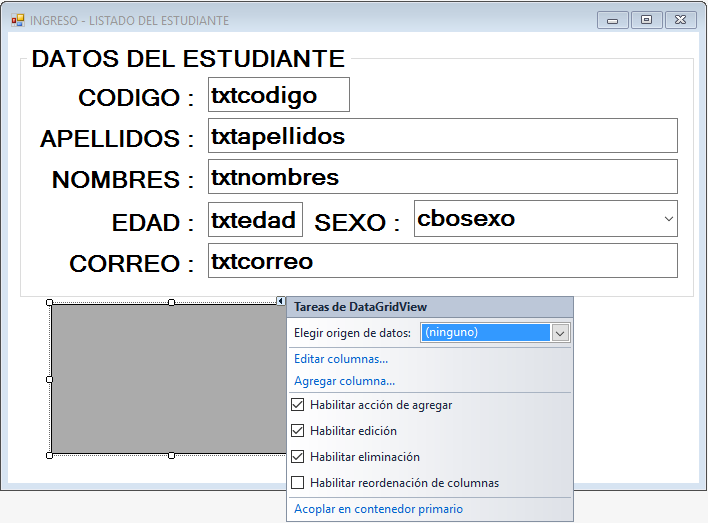 INGRESO - LISTADO DEL ESTUDIANTE
DATOS DEL ESTUDIANTE
CODIGO : txtcodigo
APELLIDOS : txtapellidos
NOMBRES : txtnombres
EDAD : txtedad SEXO : cbosexo
CORREO : txtcorreo
Tareas de DataGridView
Elegir origen de datos: (ninguno)
Editar columnas...
Agregar columna...
Habilitar acción de agregar
Habilitar edición
Habilitar eliminación
Habilitar reordenación de columnas
Acoplar en contenedor primario